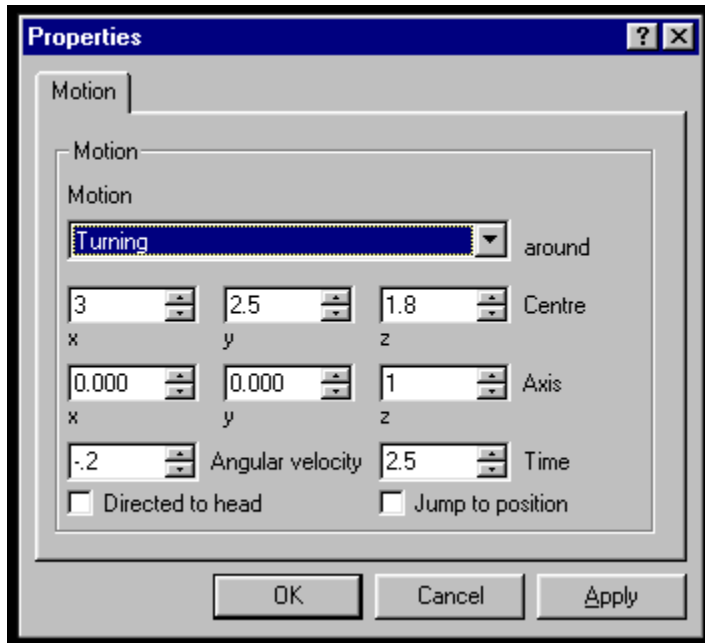 Properties
Motion
Motion
Motion
Turning around
3 2.5 1.8 Centre
x y z
0.000 0.000 1 Axis
x y z
-.2 Angular velocity 2.5 Time
Directed to head Jump to position
OK Cancel Apply